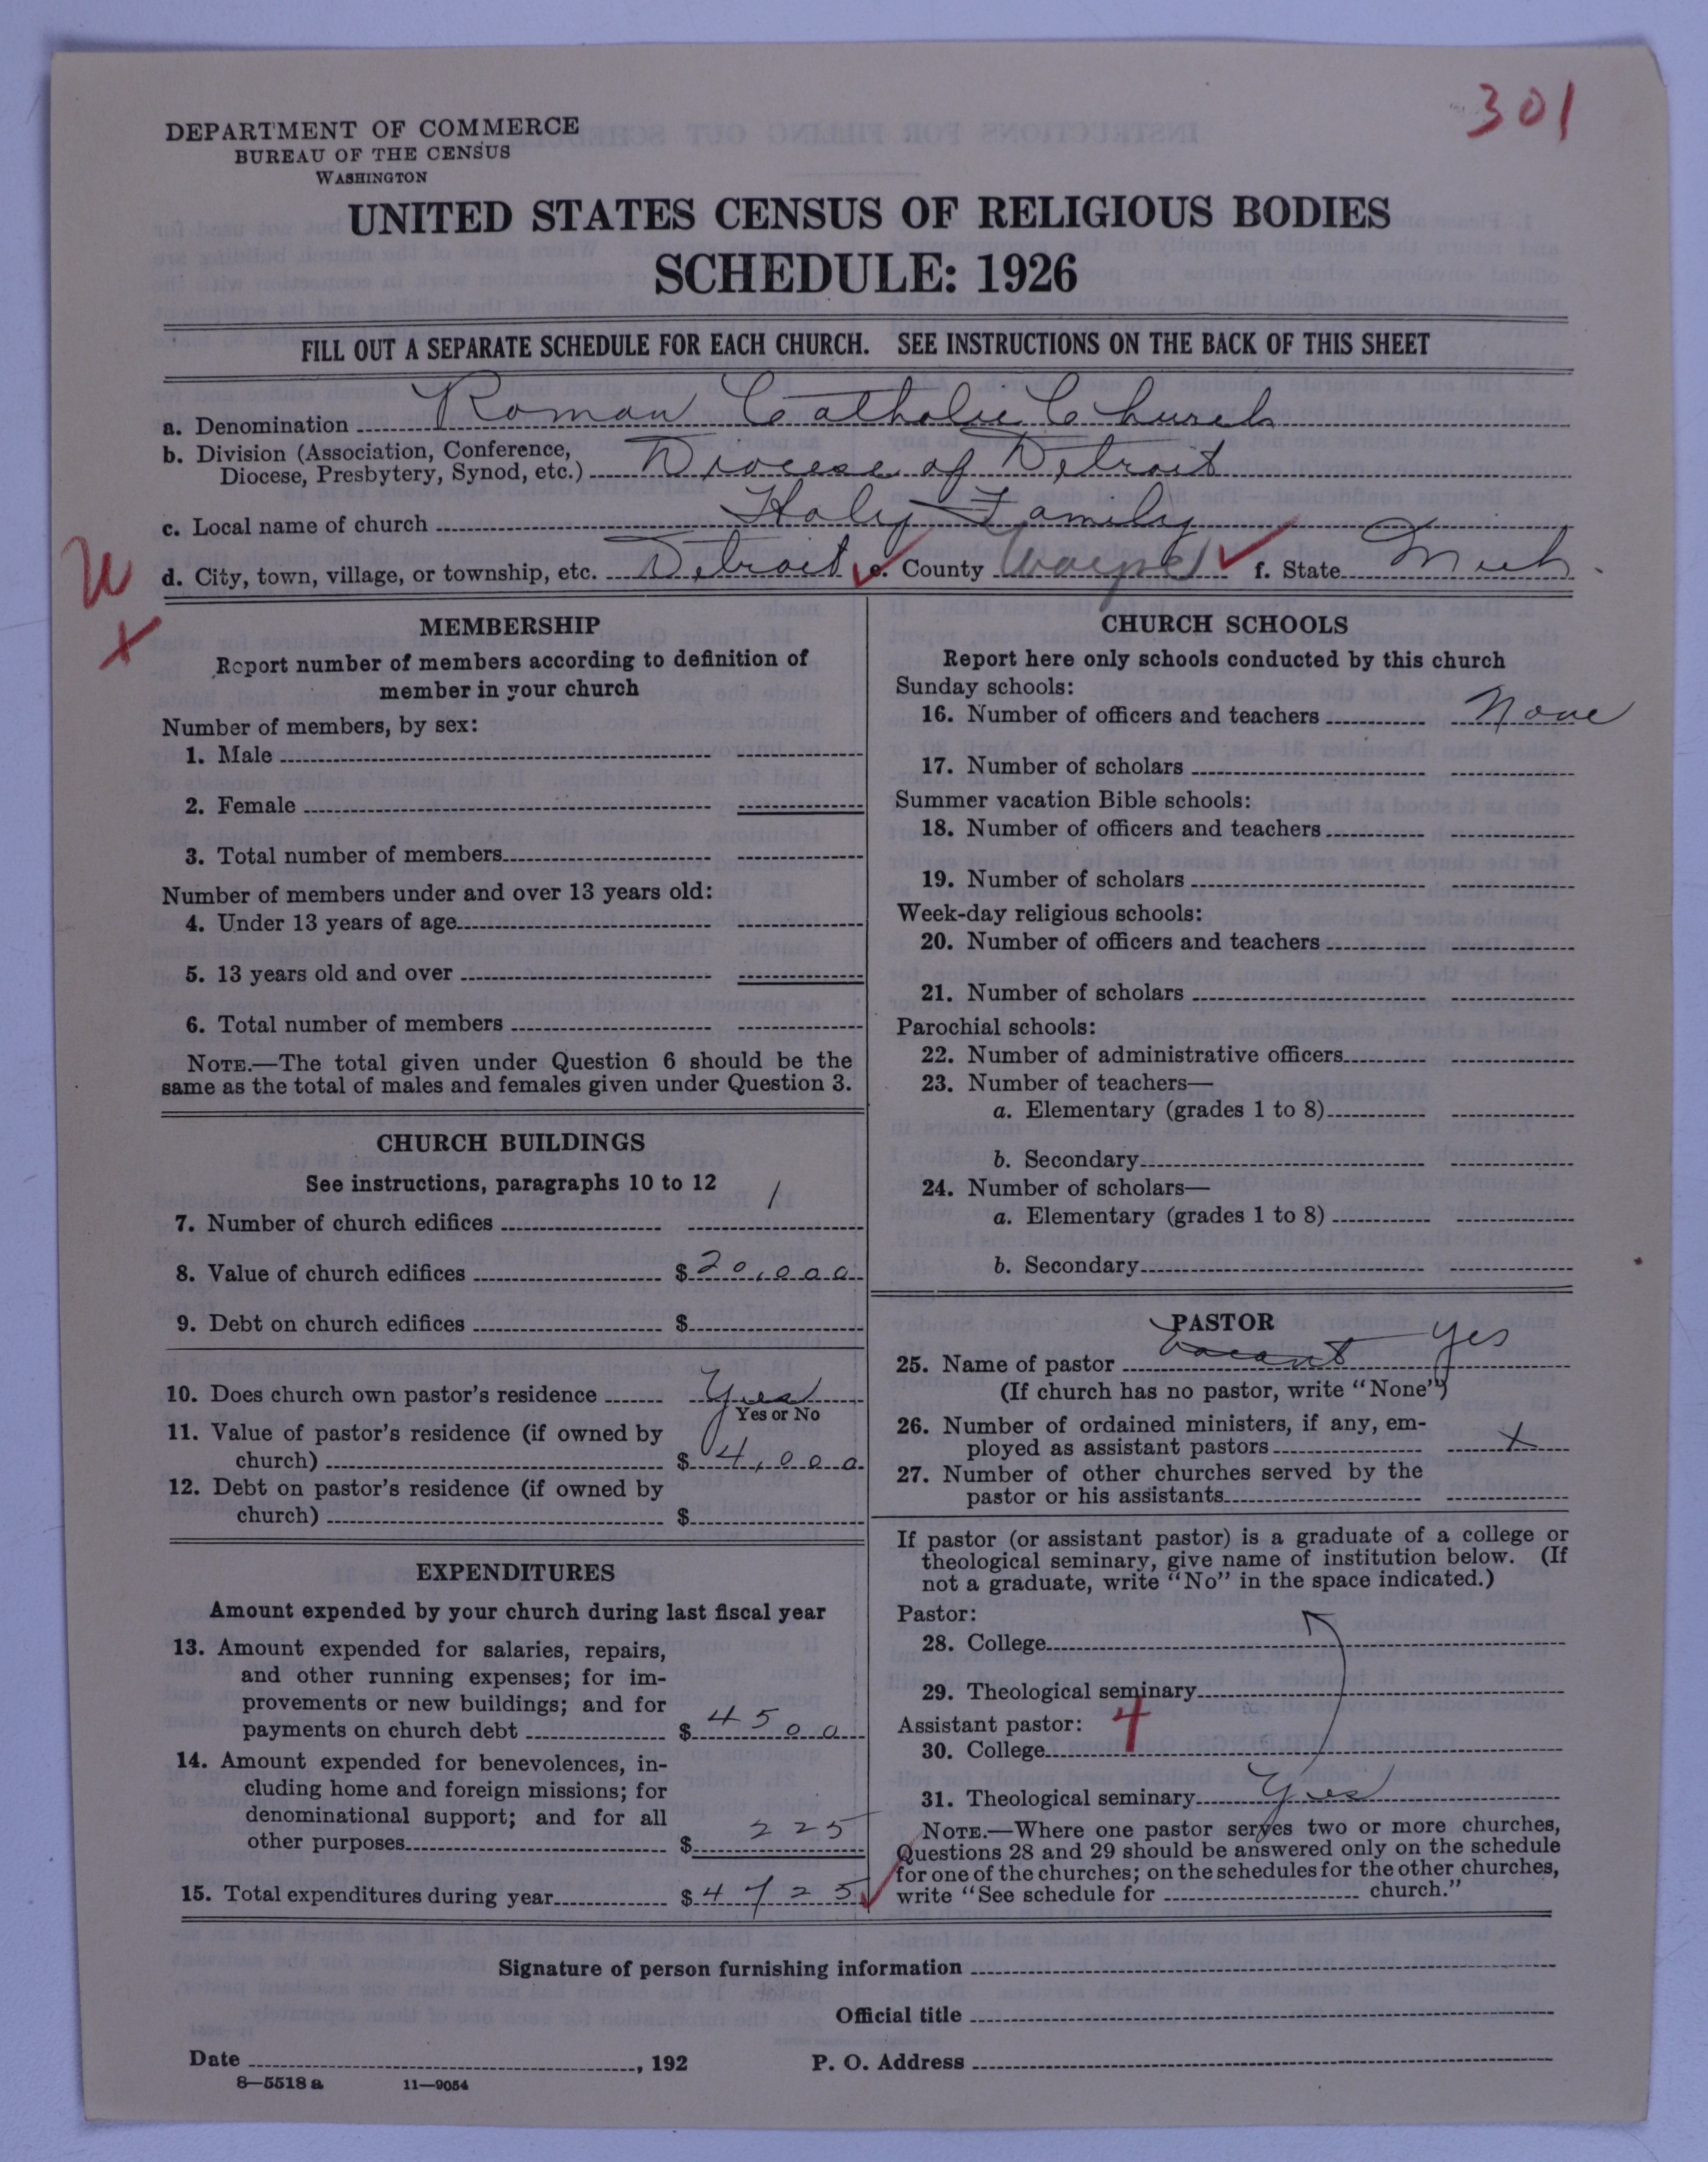 301
DEPARTMENT OF COMMERCE
BUREAU OF THE CENSUS
WASHINGTON
UNITED STATES CENSUS OF RELIGIOUS BODIES
SCHEDULE: 1926
FILL OUT A SEPARATE SCHEDULE FOR EACH CHURCH. SEE INSTRUCTIONS ON THE BACK OF THIS SHEET
a. Denomination Roman Catholic Church
b. Division (Association, Conference,
Diocese, Presbytery, Synod, etc.) Diocese of Detroit
c. Local name of church Holy Family
d. City, town, village, or township, etc. Detroit e. County Wayne f. State Mich.
MEMBERSHIP
Report number of members according to definition of
member in your church
Number of members, by sex:
1. Male
2. Female
3. Total number of members
Number of members under and over 13 years old:
4. Under 13 years of age
5. 13 years old and over
6. Total number of members
NOTE.—The total given under Question 6 should be the
same as the total of males and females given under Question 3.
CHURCH BUILDINGS
See instructions, paragraphs 10 to 12
7. Number of church edifices 1
8. Value of church edifices $ 20,000
9. Debt on church edifices $
10. Does church own pastor's residence Yes
Yes or No
11. Value of pastor's residence (if owned by
church) $ 4,000
12. Debt on pastor's residence (if owned by
church) $
EXPENDITURES
Amount expended by your church during last fiscal year
13. Amount expended for salaries, repairs,
and other running expenses; for im-
provements or new buildings; and for
payments on church debt $ 4500
14. Amount expended for benevolences, in-
cluding home and foreign missions; for
denominational support; and for all
other purposes $ 225
15. Total expenditures during year $ 4725
CHURCH SCHOOLS
Report here only schools conducted by this church
Sunday schools:
16. Number of officers and teachers None
17. Number of scholars
Summer vacation Bible schools:
18. Number of officers and teachers
19. Number of scholars
Week-day religious schools:
20. Number of officers and teachers
21. Number of scholars
Parochial schools:
22. Number of administrative officers
23. Number of teachers—
a. Elementary (grades 1 to 8)
b. Secondary
24. Number of scholars—
a. Elementary (grades 1 to 8)
b. Secondary
PASTOR
25. Name of pastor vacant yes
(If church has no pastor, write "None")
26. Number of ordained ministers, if any, em-
ployed as assistant pastors x
27. Number of other churches served by the
pastor or his assistants
If pastor (or assistant pastor) is a graduate of a college or
theological seminary, give name of institution below. (If
not a graduate, write "No" in the space indicated.)
Pastor:
28. College
29. Theological seminary
Assistant pastor: 4
30. College
31. Theological seminary Yes
NOTE.—Where one pastor serves two or more churches,
Questions 28 and 29 should be answered only on the schedule
for one of the churches; on the schedules for the other churches,
write "See schedule for church."
Signature of person furnishing information
Official title
Date , 192 P. O. Address
8—5518 a 11—9054